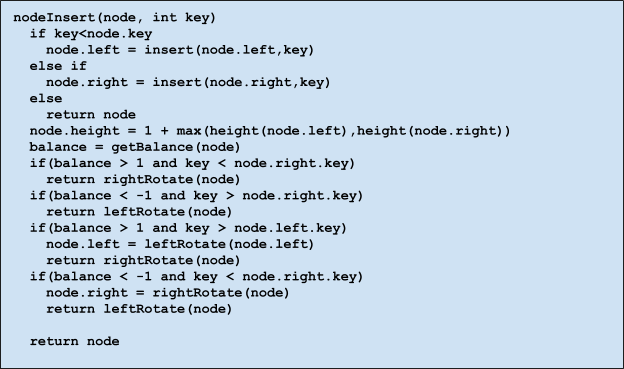 nodeInsert(node, int key)
if key<node.key
node.left = insert(node.left,key)
else if
node.right = insert(node.right,key)
else
return node
node.height = 1 + max(height(node.left),height(node.right))
balance = getBalance(node)
if(balance > 1 and key < node.right.key)
return rightRotate(node)
if(balance < -1 and key > node.right.key)
return leftRotate(node)
if(balance > 1 and key > node.left.key)
node.left = leftRotate(node.left)
return rightRotate(node)
if(balance < -1 and key < node.right.key)
node.right = rightRotate(node)
return leftRotate(node)
return node